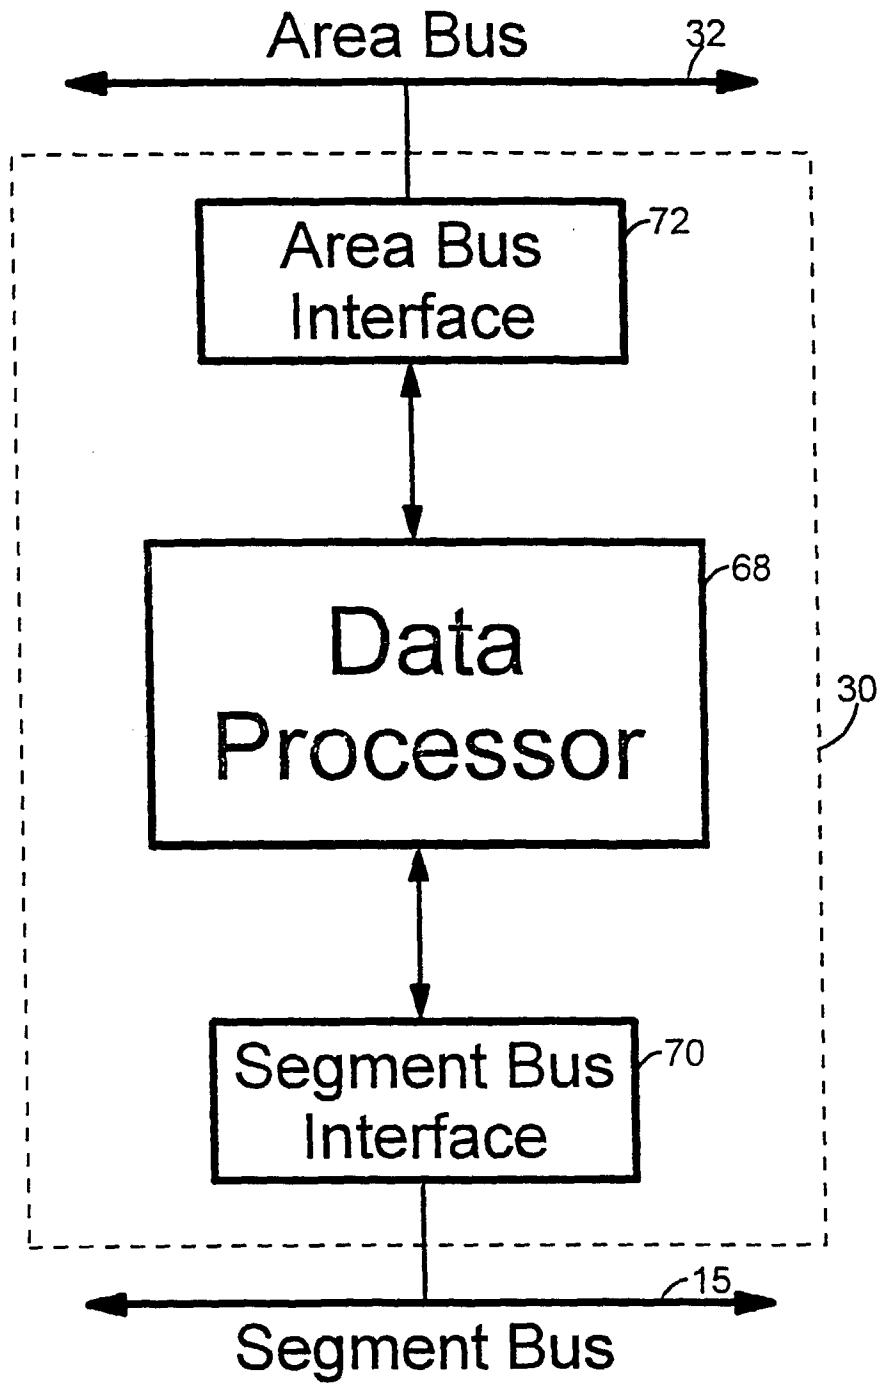 Area Bus
32
Area Bus
Interface
72
68
Data
Processor
30
Segment Bus
Interface
70
15
Segment Bus